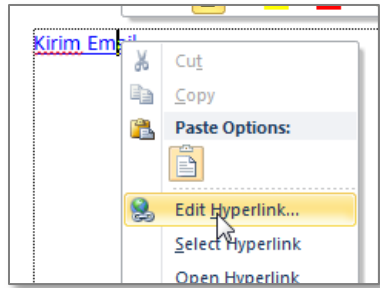 Kirim Email
Cut
Copy
Paste Options:
Edit Hyperlink...
Select Hyperlink
Open Hyperlink